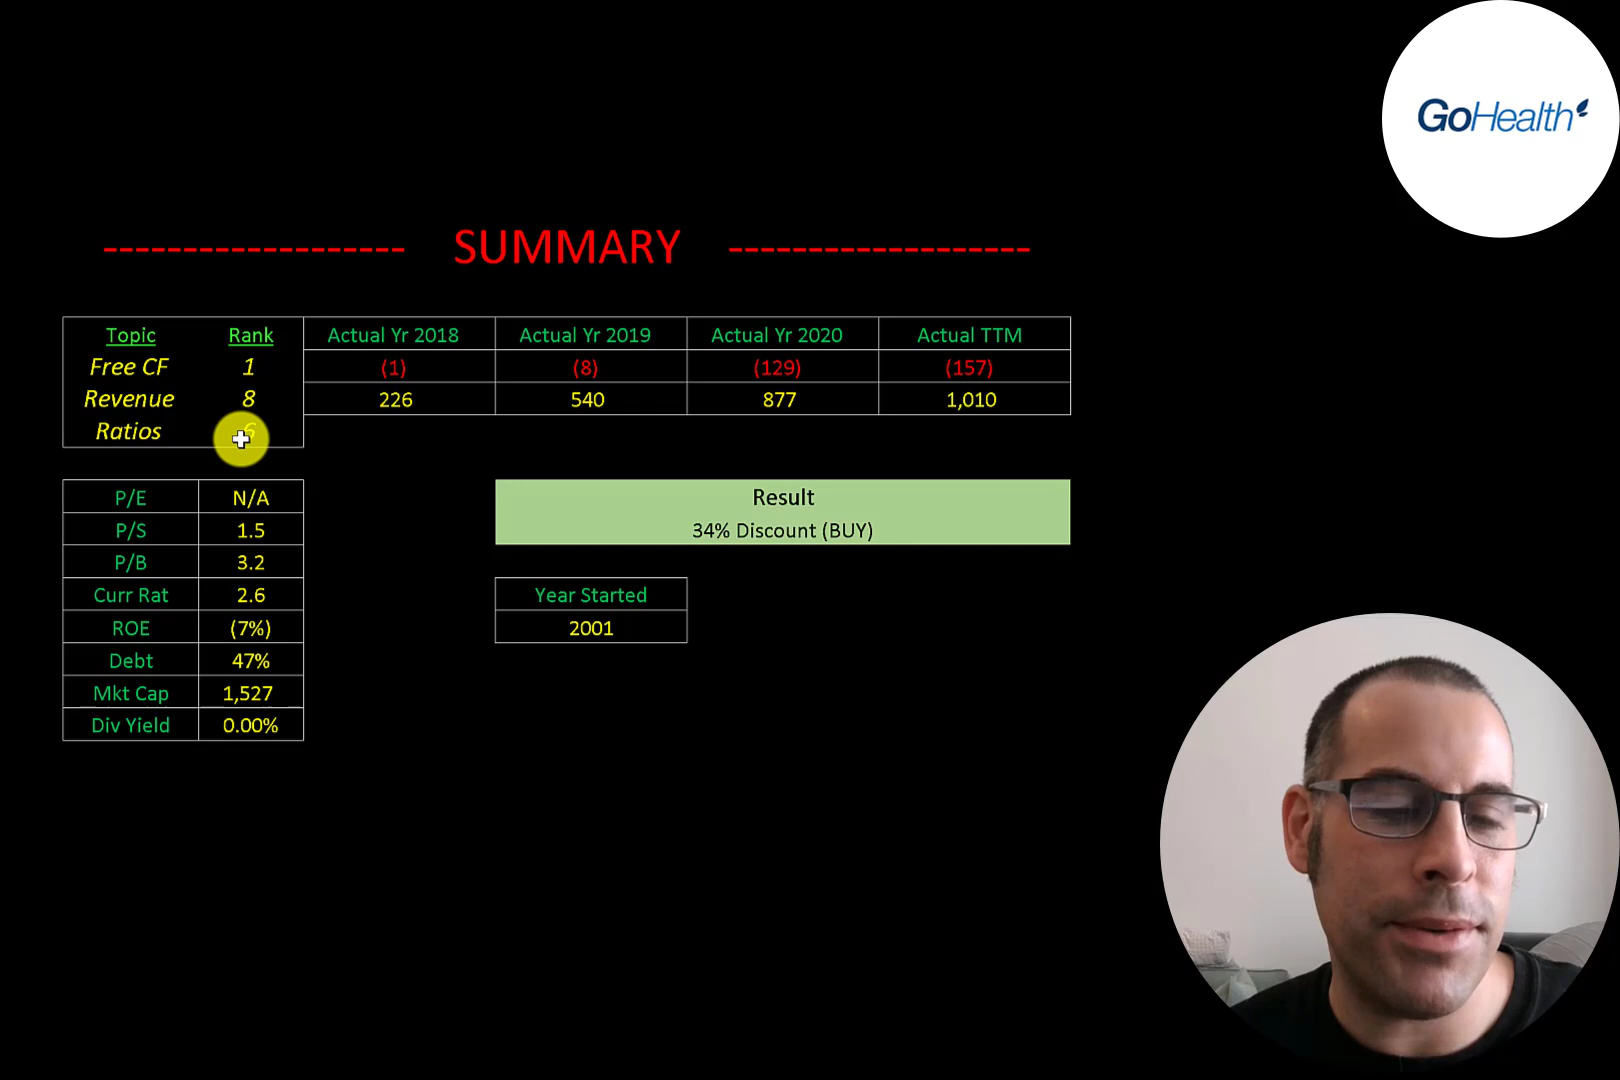 GoHealth
------------------- SUMMARY -------------------
Topic Rank Actual Yr 2018 Actual Yr 2019 Actual Yr 2020 Actual TTM
Free CF 1 (1) (8) (129) (157)
Revenue 8 226 540 877 1,010
Ratios 6
P/E N/A
P/S 1.5
P/B 3.2
Curr Rat 2.6
ROE (7%)
Debt 47%
Mkt Cap 1,527
Div Yield 0.00%
Result
34% Discount (BUY)
Year Started
2001